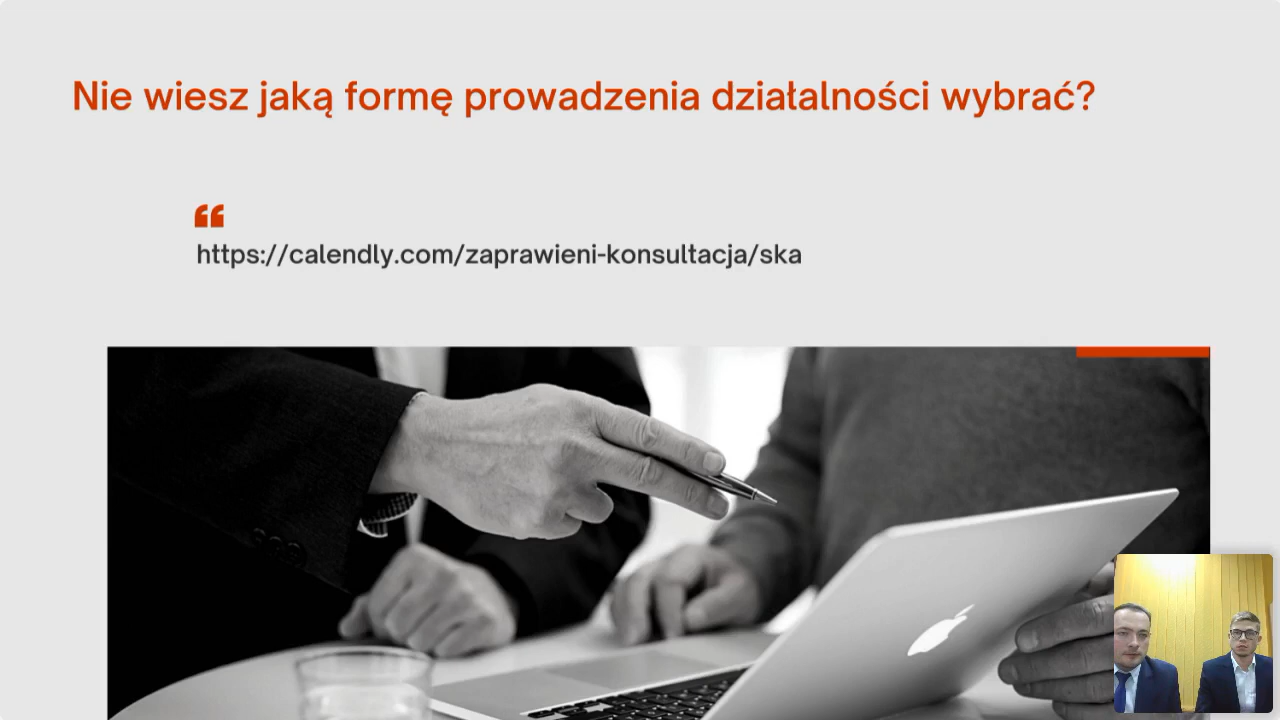 Nie wiesz jaką formę prowadzenia działalności wybrać?
https://calendly.com/zaprawieni-konsultacja/ska